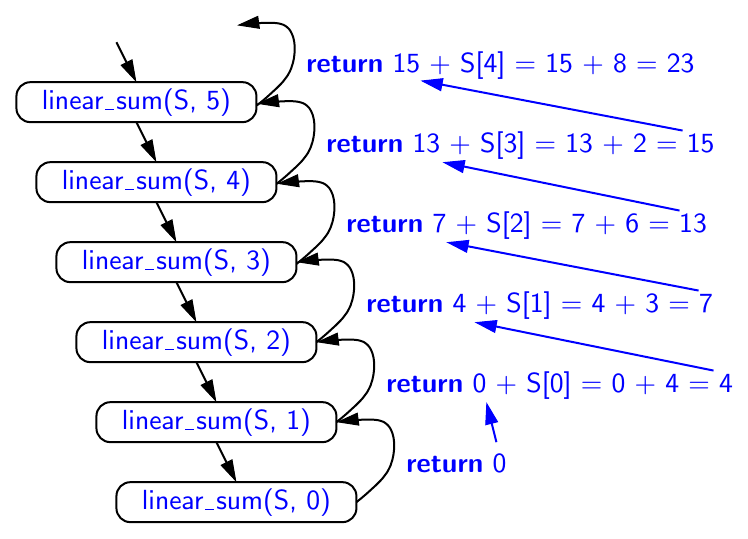 return 15 + S[4] = 15 + 8 = 23
linear_sum(S, 5)
return 13 + S[3] = 13 + 2 = 15
linear_sum(S, 4)
return 7 + S[2] = 7 + 6 = 13
linear_sum(S, 3)
return 4 + S[1] = 4 + 3 = 7
linear_sum(S, 2)
return 0 + S[0] = 0 + 4 = 4
linear_sum(S, 1)
return 0
linear_sum(S, 0)